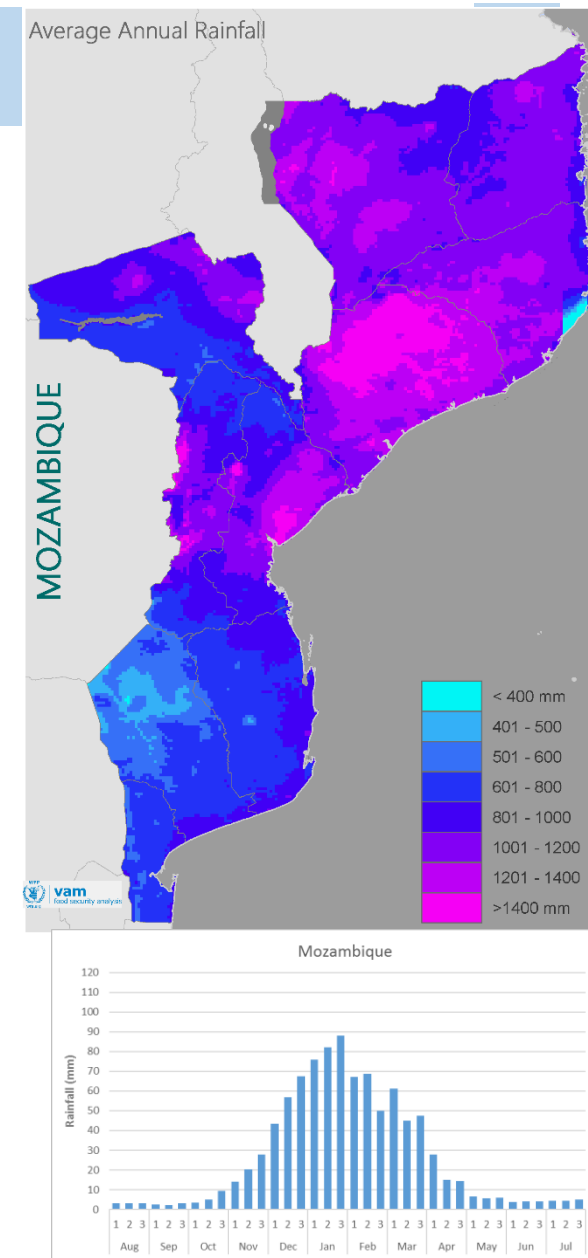 Average Annual Rainfall
MOZAMBIQUE
< 400 mm
401 - 500
501 - 600
601 - 800
801 - 1000
1001 - 1200
1201 - 1400
>1400 mm
WFP
vam
food security analysis
Mozambique
Rainfall (mm)
120
110
100
90
80
70
60
50
40
30
20
10
0
1 2 3 1 2 3 1 2 3 1 2 3 1 2 3 1 2 3 1 2 3 1 2 3 1 2 3 1 2 3 1 2 3 1 2 3
Aug Sep Oct Nov Dec Jan Feb Mar Apr May Jun Jul